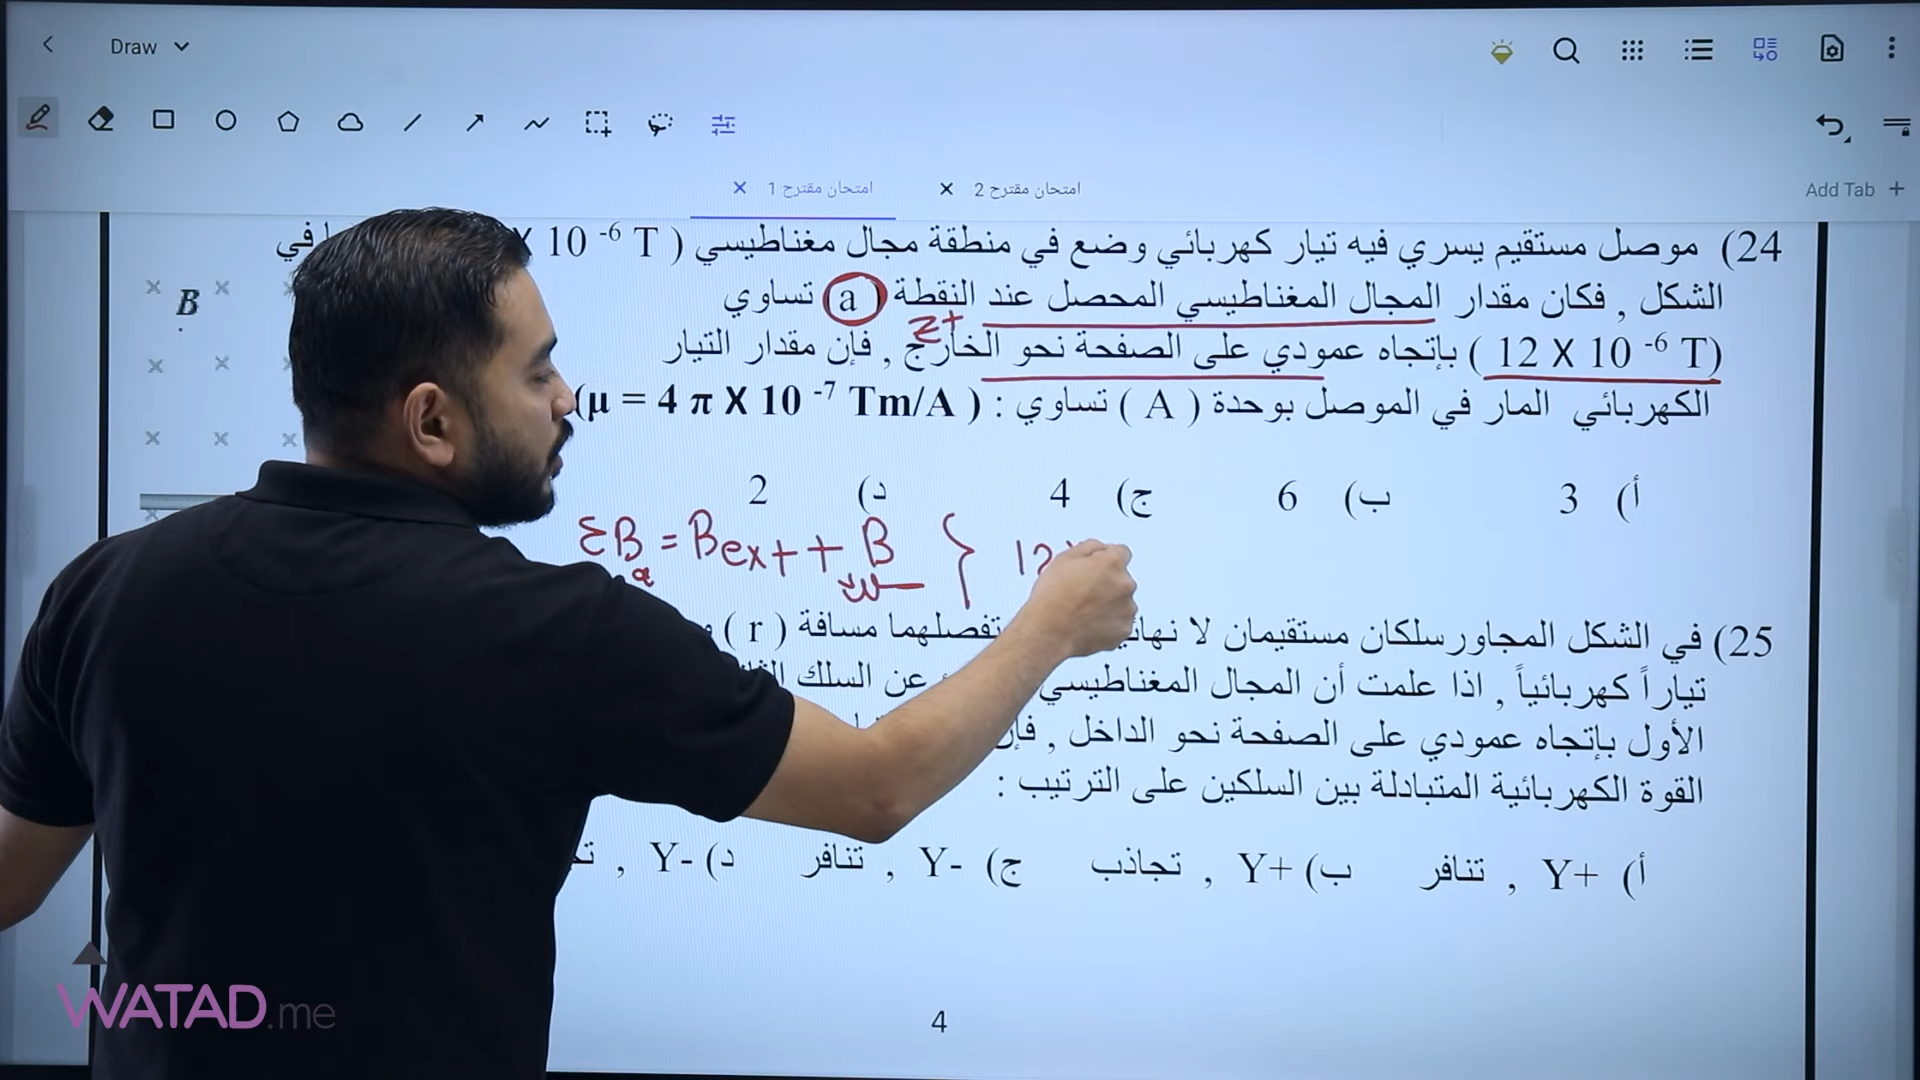 Draw
امتحان مقترح 1
امتحان مقترح 2
Add Tab +
24) موصل مستقيم يسري فيه تيار كهربائي وضع في منطقة مجال مغناطيسي ( X 10 -6 T
في
الشكل , فكان مقدار المجال المغناطيسي المحصل عند النقطة ( a ) تساوي
z+
(12 X 10 -6 T ) بإتجاه عمودي على الصفحة نحو الخارج , فإن مقدار التيار
الكهربائي المار في الموصل بوحدة ( A ) تساوي : ( μ = 4 π X 10 -7 Tm/A)
B
أ) 3 ب) 6 ج) 4 د) 2
ΣB = Bext + B } 12
a
25) في الشكل المجاور سلكان مستقيمان لا تفصلهما مسافة ( r )
تياراً كهربائياً , اذا علمت أن المجال المغناطيسي عن السلك
الأول بإتجاه عمودي على الصفحة نحو الداخل ,
القوة الكهربائية المتبادلة بين السلكين على الترتيب :
أ) +Y , تنافر ب) +Y , تجاذب ج) -Y , تنافر د) -Y ,
4
WATAD.me